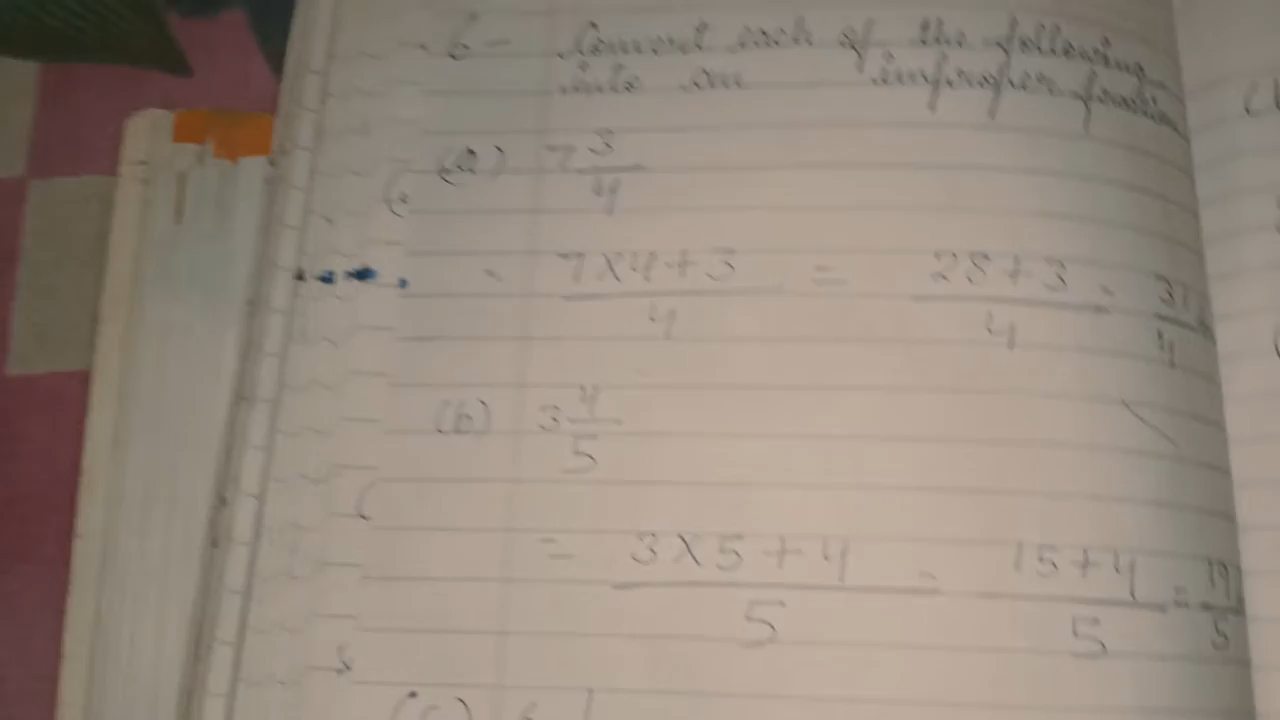 6- Convert each of the following
into an improper fraction
(a) 7 3/4
7×4+3/4 = 28+3/4 = 31/4
(b) 3 4/5
= 3×5+4/5 = 15+4/5 = 19/5
(c)